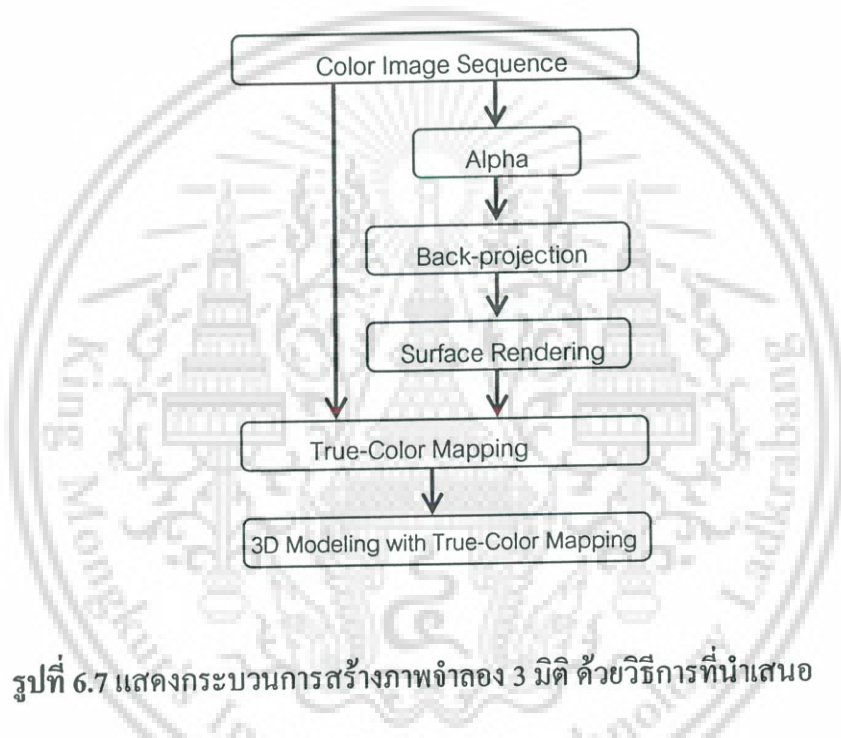 Color Image Sequence
Alpha
Back-projection
Surface Rendering
True-Color Mapping
3D Modeling with True-Color Mapping
รูปที่ 6.7 แสดงกระบวนการสร้างภาพจำลอง 3 มิติ ด้วยวิธีการที่นำเสนอ
King Mongkut's Ladkrabang